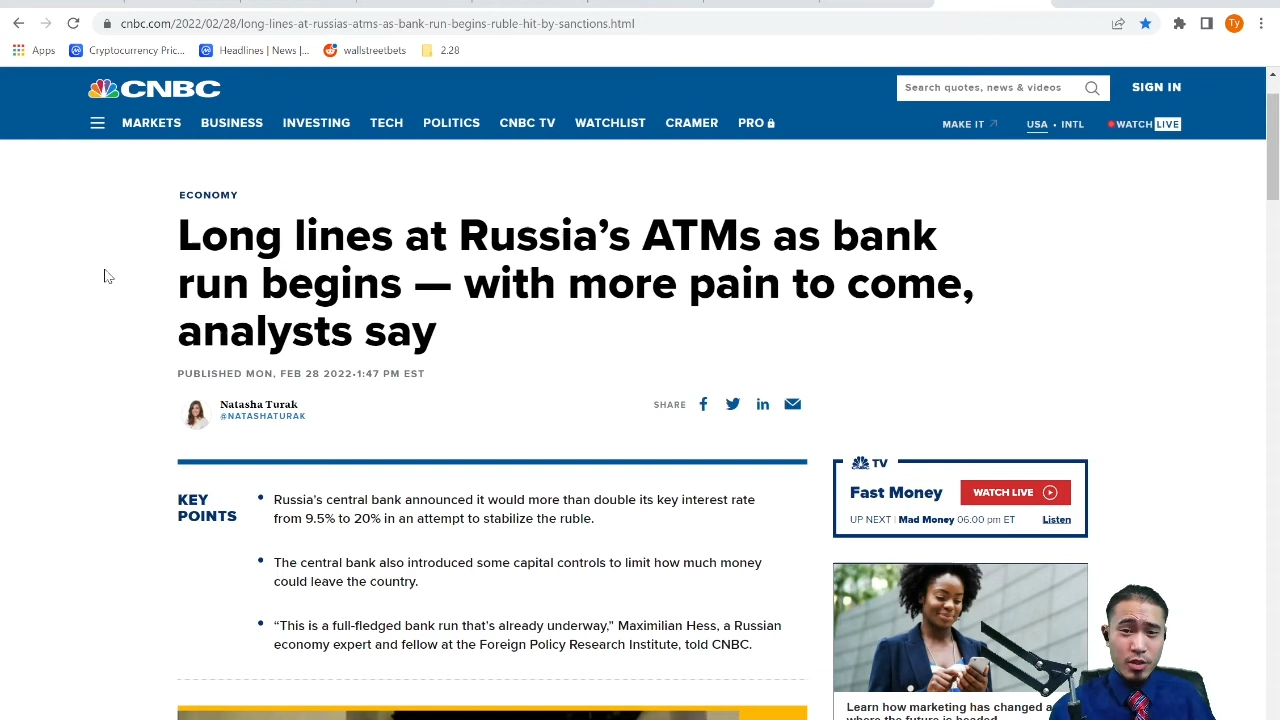 cnbc.com/2022/02/28/long-lines-at-russias-atms-as-bank-run-begins-ruble-hit-by-sanctions.html
Ty
Apps Cryptocurrency Pric... Headlines | News |... wallstreetbets 2.28
CNBC
Search quotes, news & videos
SIGN IN
MARKETS BUSINESS INVESTING TECH POLITICS CNBC TV WATCHLIST CRAMER PRO
MAKE IT USA • INTL WATCH LIVE
ECONOMY
Long lines at Russia’s ATMs as bank
run begins — with more pain to come,
analysts say
PUBLISHED MON, FEB 28 2022•1:47 PM EST
Natasha Turak
@NATASHATURAK
SHARE
KEY
POINTS
Russia’s central bank announced it would more than double its key interest rate
from 9.5% to 20% in an attempt to stabilize the ruble.
The central bank also introduced some capital controls to limit how much money
could leave the country.
“This is a full-fledged bank run that’s already underway,” Maximilian Hess, a Russian
economy expert and fellow at the Foreign Policy Research Institute, told CNBC.
TV
Fast Money WATCH LIVE
UP NEXT | Mad Money 06:00 pm ET Listen
Learn how marketing has changed a
where the future is headed